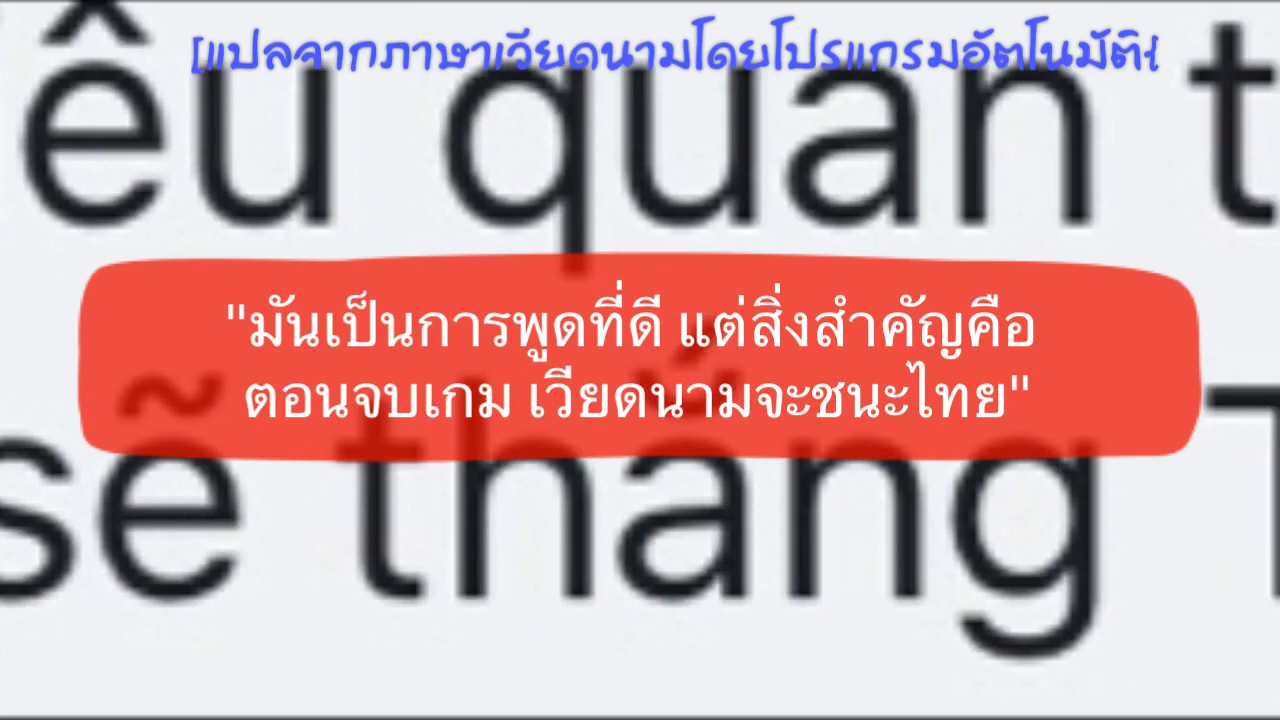 [แปลจากภาษาเวียดนามโดยโปรแกรมอัตโนมัติ{
êu quan t
"มันเป็นการพูดที่ดี แต่สิ่งสำคัญคือ
ตอนจบเกม เวียดนามจะชนะไทย"
sẽ thắng T